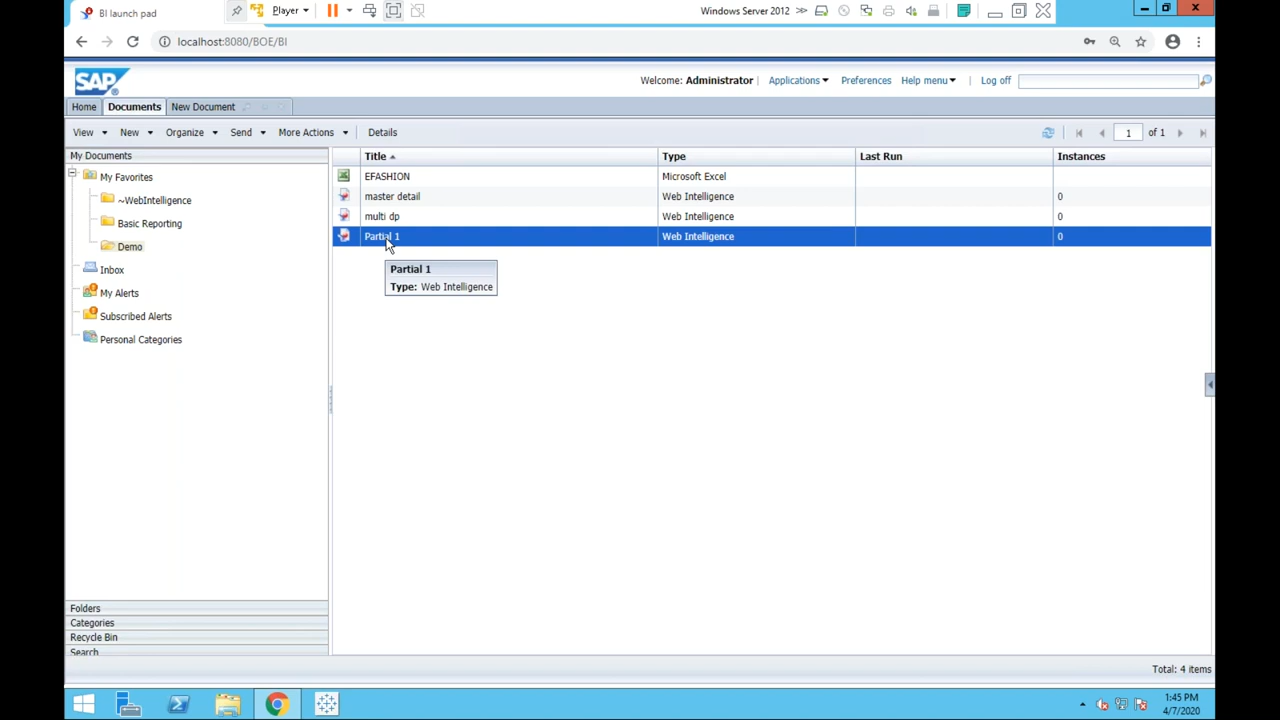 BI launch pad
Player
Windows Server 2012
localhost:8080/BOE/BI
SAP
Welcome: Administrator
Applications
Preferences
Help menu
Log off
Home
Documents
New Document
View
New
Organize
Send
More Actions
Details
1
of 1
My Documents
Title
Type
Last Run
Instances
My Favorites
~WebIntelligence
Basic Reporting
Demo
Inbox
My Alerts
Subscribed Alerts
Personal Categories
EFASHION
Microsoft Excel
master detail
Web Intelligence
0
multi dp
Web Intelligence
0
Partial 1
Web Intelligence
0
Partial 1
Type: Web Intelligence
Folders
Categories
Recycle Bin
Search
Total: 4 items
1:45 PM
4/7/2020